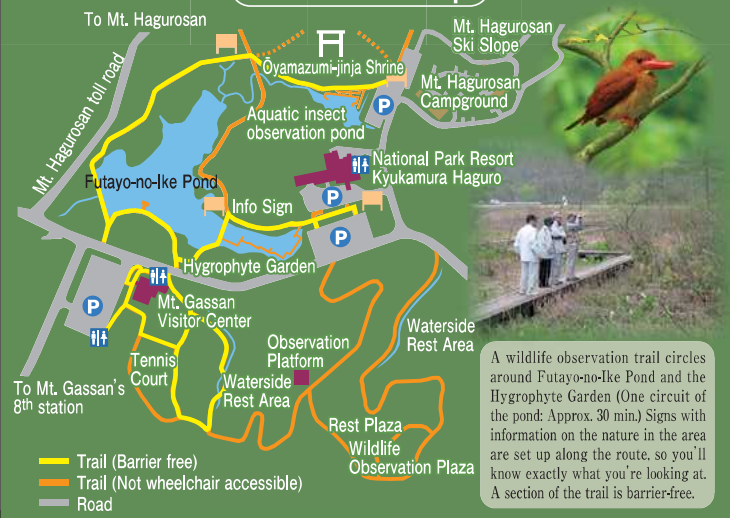 To Mt. Hagurosan
Mt. Hagurosan
Ski Slope
Ōyamazumi-jinja Shrine
Mt. Hagurosan
Campground
P
Mt. Hagurosan toll road
Aquatic insect
observation pond
National Park Resort
Kyukamura Haguro
Futayo-no-Ike Pond
P
Info Sign
P
Hygrophyte Garden
P
Mt. Gassan
Visitor Center
Waterside
Rest Area
Observation
Platform
Tennis
Court
Waterside
Rest Area
To Mt. Gassan's
8th station
Rest Plaza
Wildlife
Observation Plaza
Trail (Barrier free)
Trail (Not wheelchair accessible)
Road
A wildlife observation trail circles
around Futayo-no-Ike Pond and the
Hygrophyte Garden (One circuit of
the pond: Approx. 30 min.) Signs with
information on the nature in the area
are set up along the route, so you'll
know exactly what you're looking at.
A section of the trail is barrier-free.